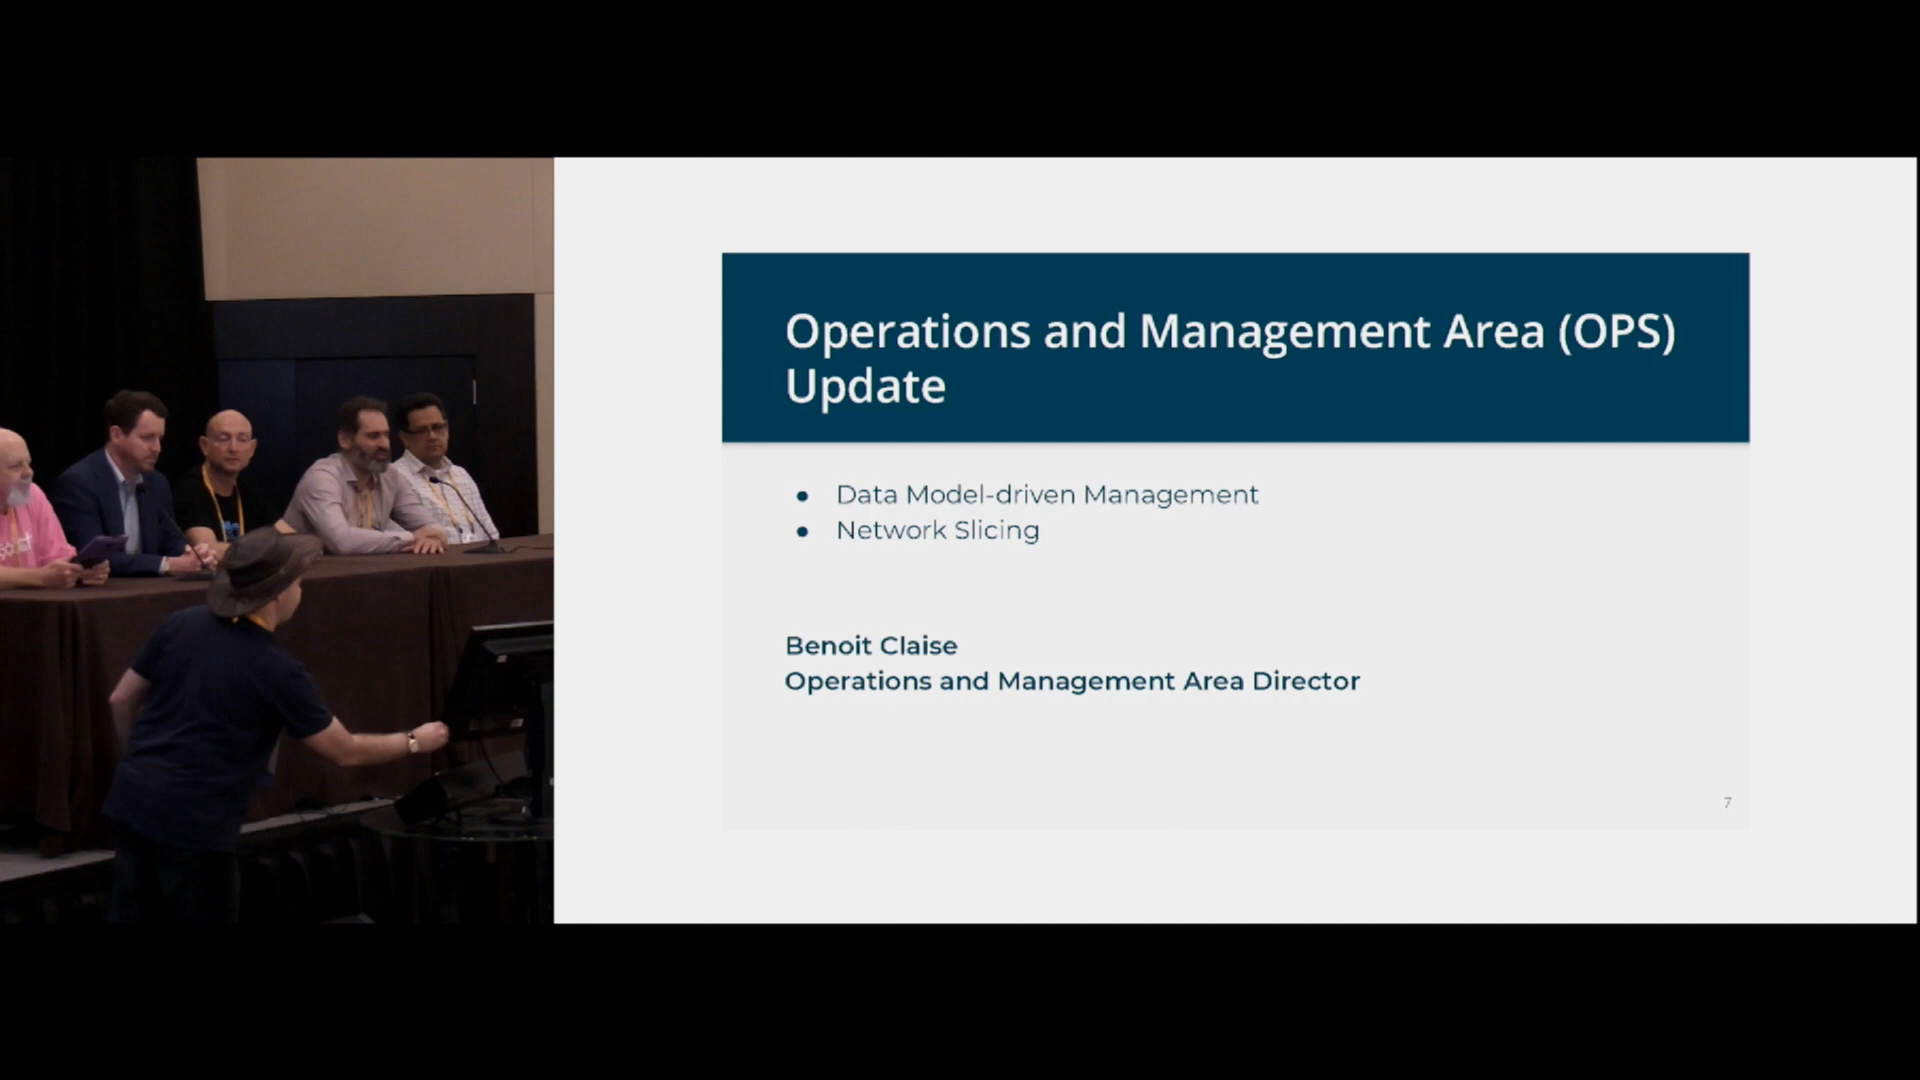 Operations and Management Area (OPS)
Update
● Data Model-driven Management
● Network Slicing
Benoit Claise
Operations and Management Area Director
7